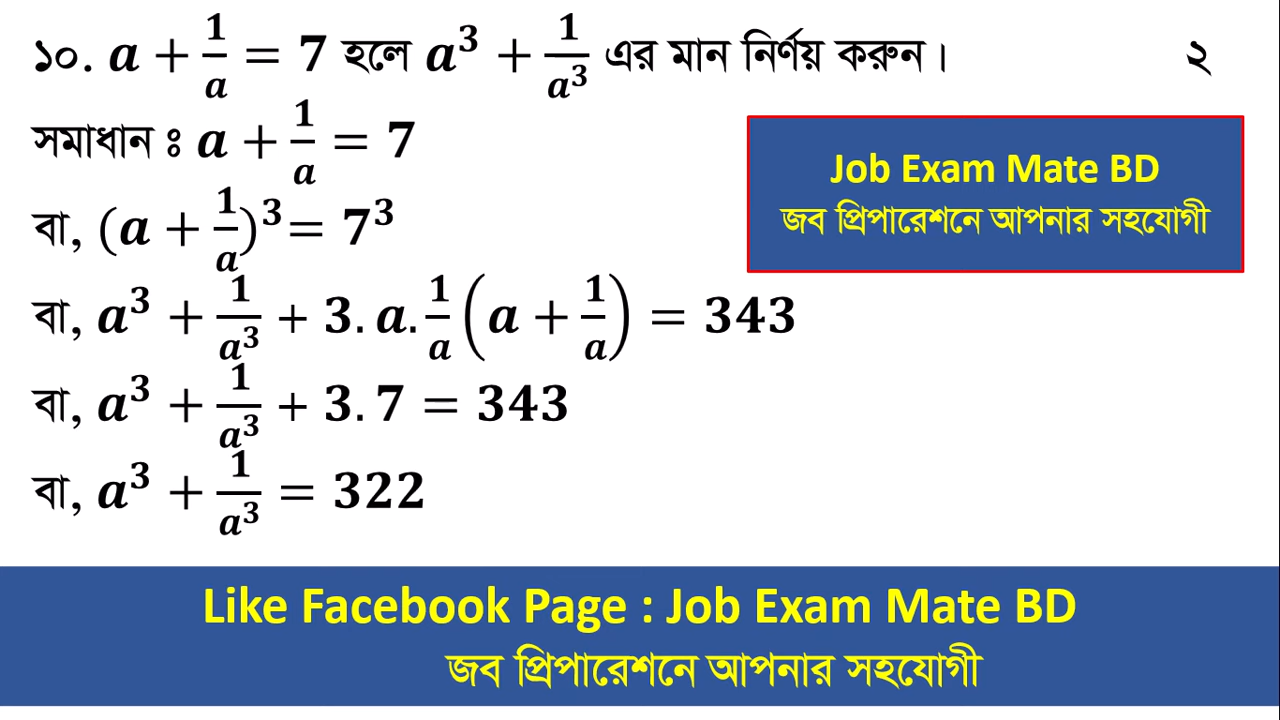 ১০. a + 1/a = 7 হলে a³ + 1/a³ এর মান নির্ণয় করুন। ২
সমাধান ঃ a + 1/a = 7
বা, (a + 1/a)³= 7³
বা, a³ + 1/a³ + 3. a. 1/a (a + 1/a) = 343
বা, a³ + 1/a³ + 3. 7 = 343
বা, a³ + 1/a³ = 322
Job Exam Mate BD
জব প্রিপারেশনে আপনার সহযোগী
Like Facebook Page : Job Exam Mate BD
জব প্রিপারেশনে আপনার সহযোগী